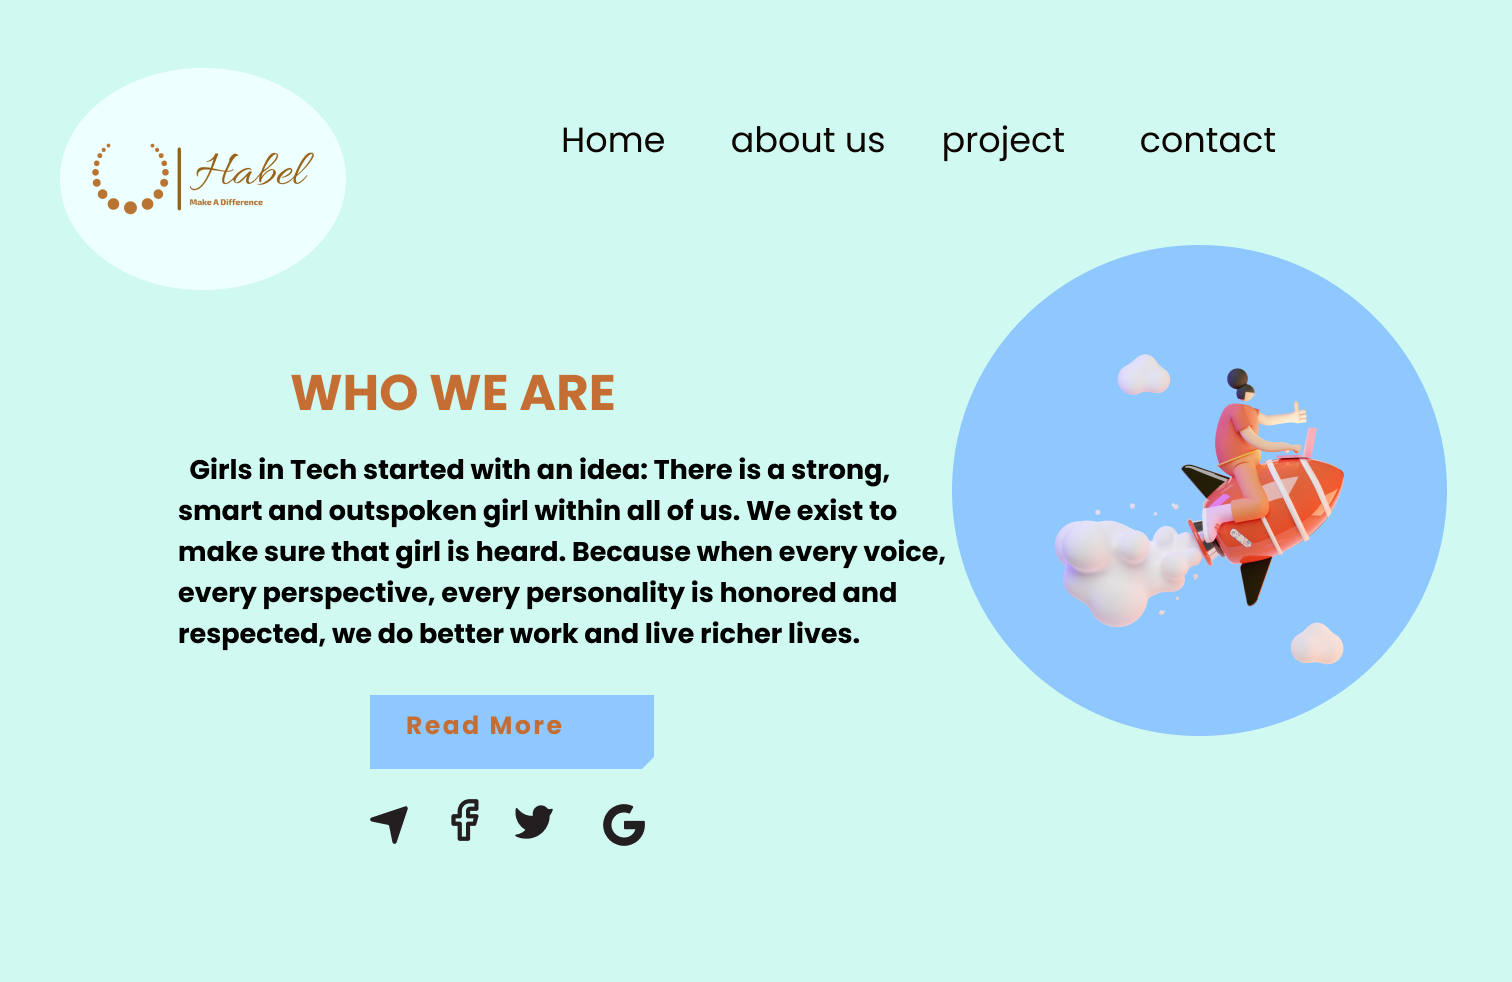 Habel
Make A Difference
Home about us project contact
WHO WE ARE
Girls in Tech started with an idea: There is a strong,
smart and outspoken girl within all of us. We exist to
make sure that girl is heard. Because when every voice,
every perspective, every personality is honored and
respected, we do better work and live richer lives.
Read More